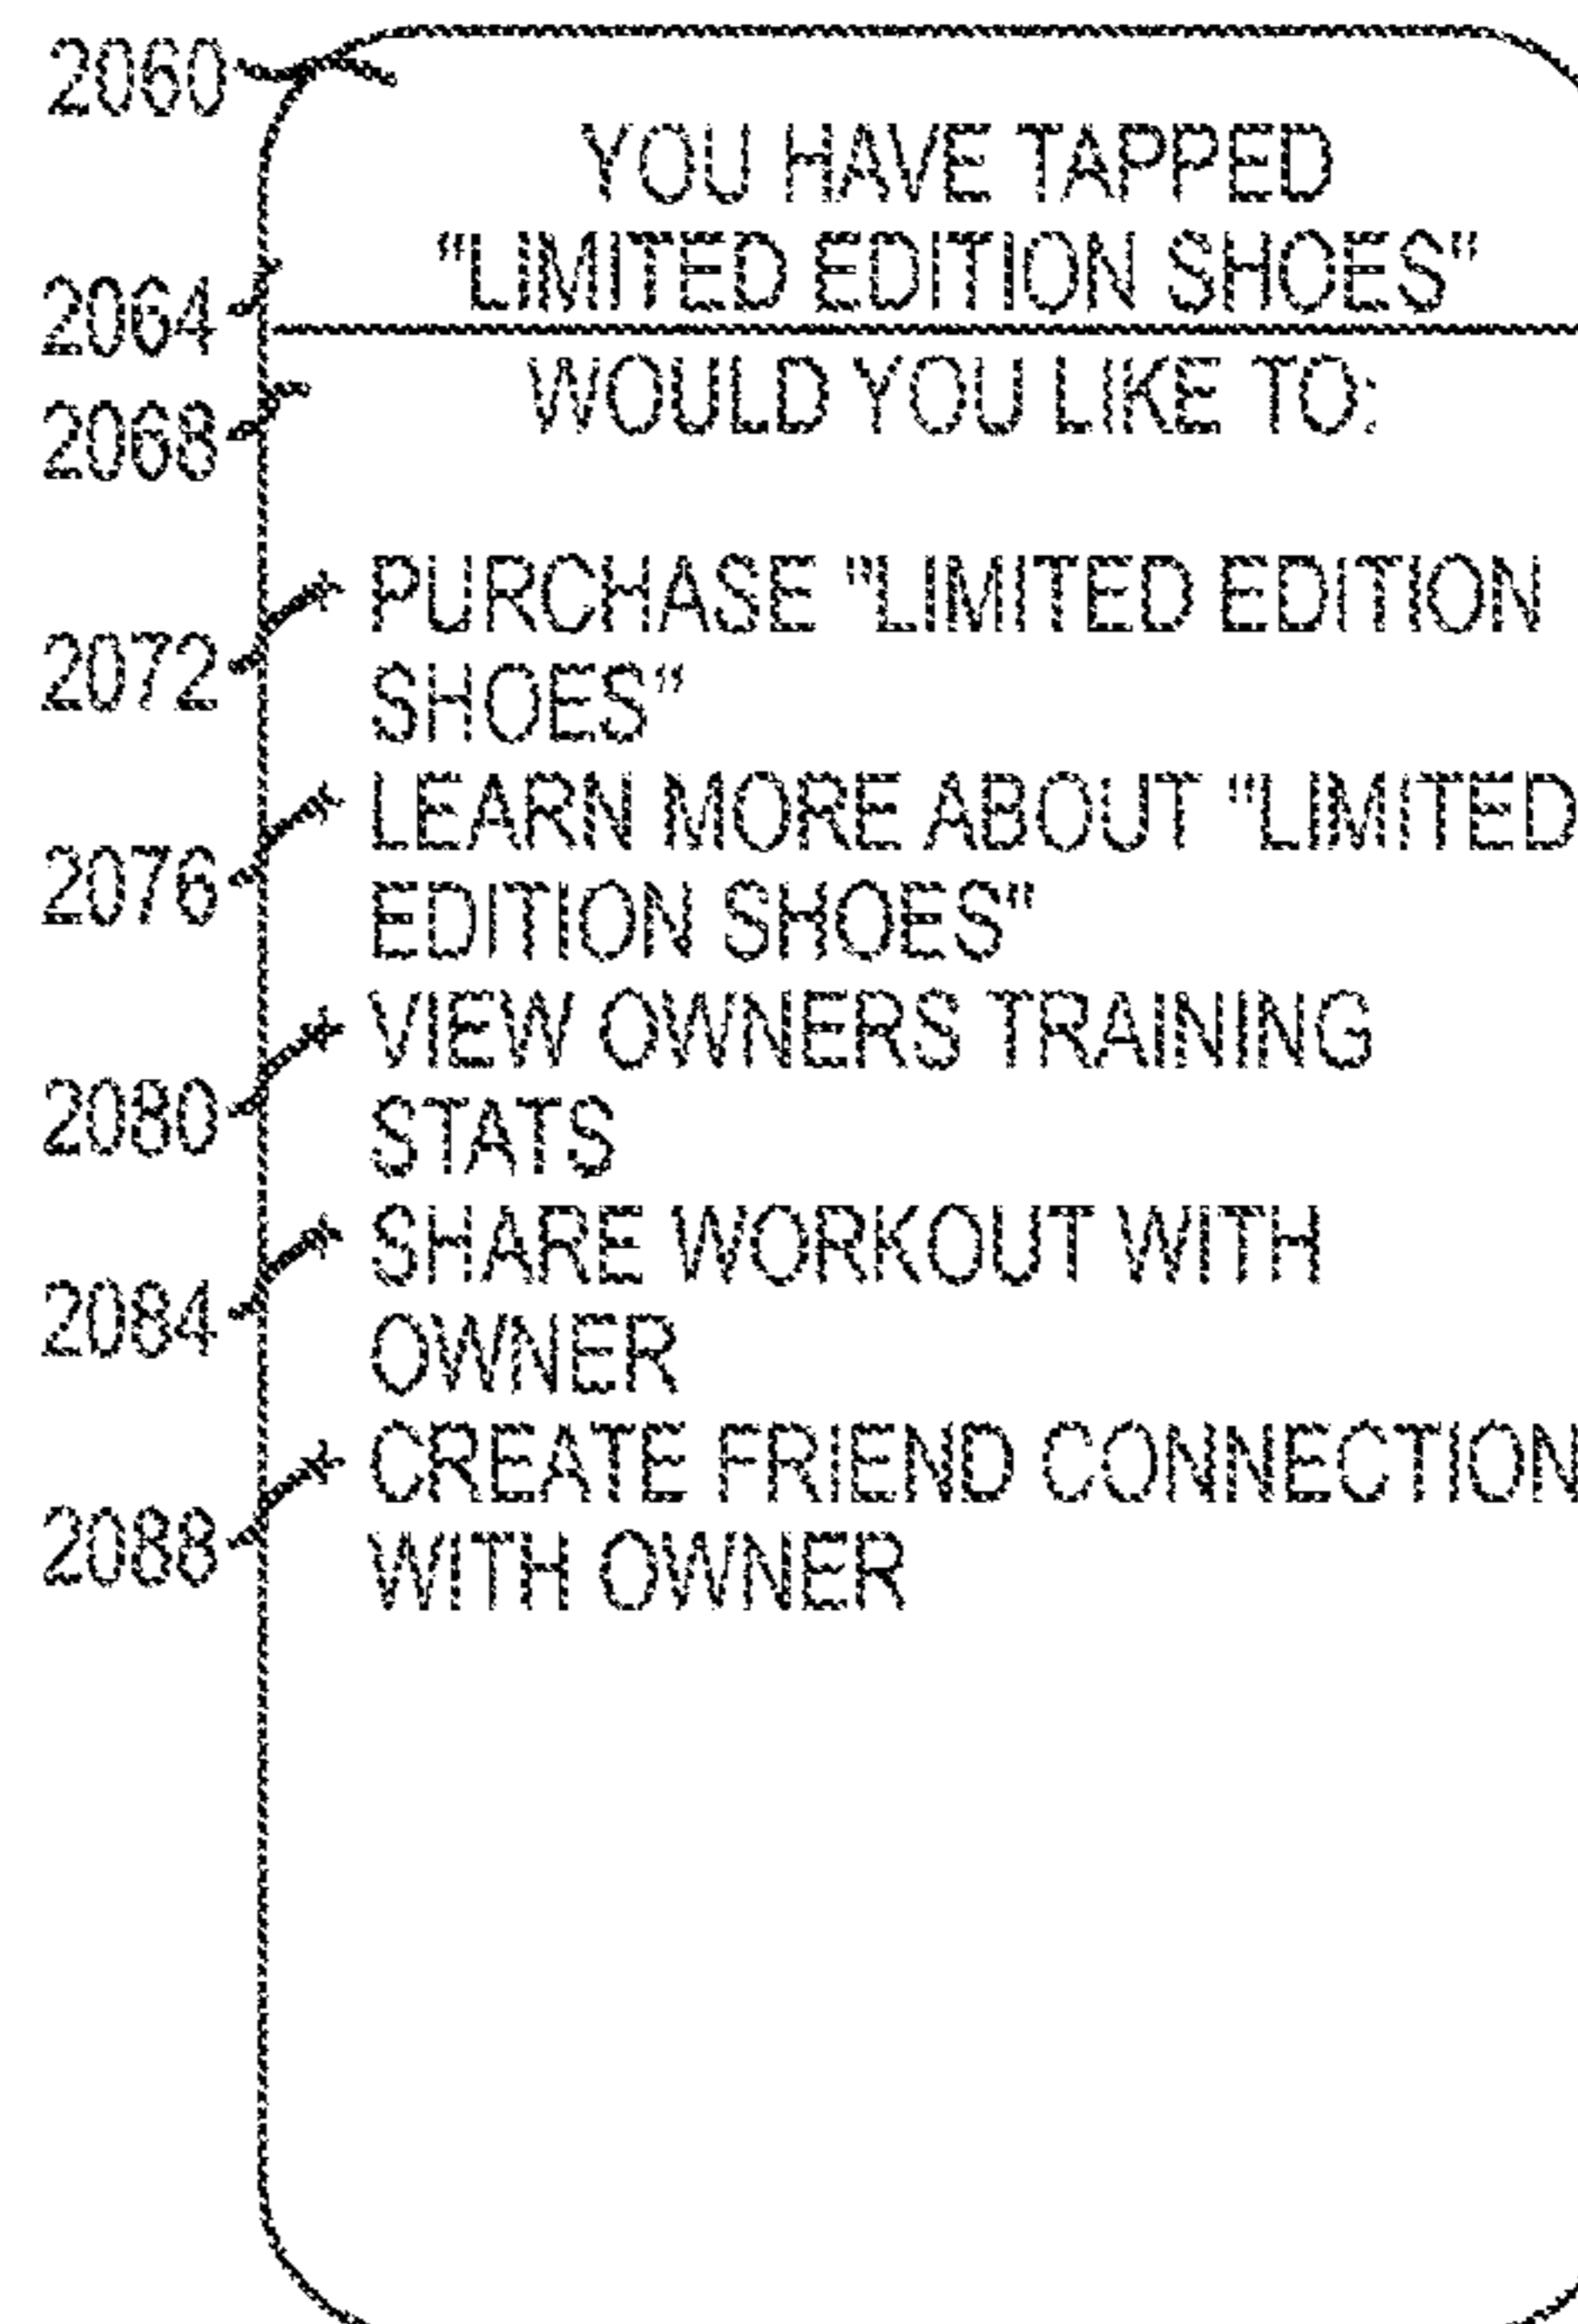 2060
YOU HAVE TAPPED
"LIMITED EDITION SHOES"
2064
WOULD YOU LIKE TO:
2068
PURCHASE "LIMITED EDITION
SHOES"
2072
LEARN MORE ABOUT "LIMITED
EDITION SHOES"
2076
VIEW OWNERS TRAINING
STATS
2080
SHARE WORKOUT WITH
OWNER
2084
CREATE FRIEND CONNECTION
WITH OWNER
2088